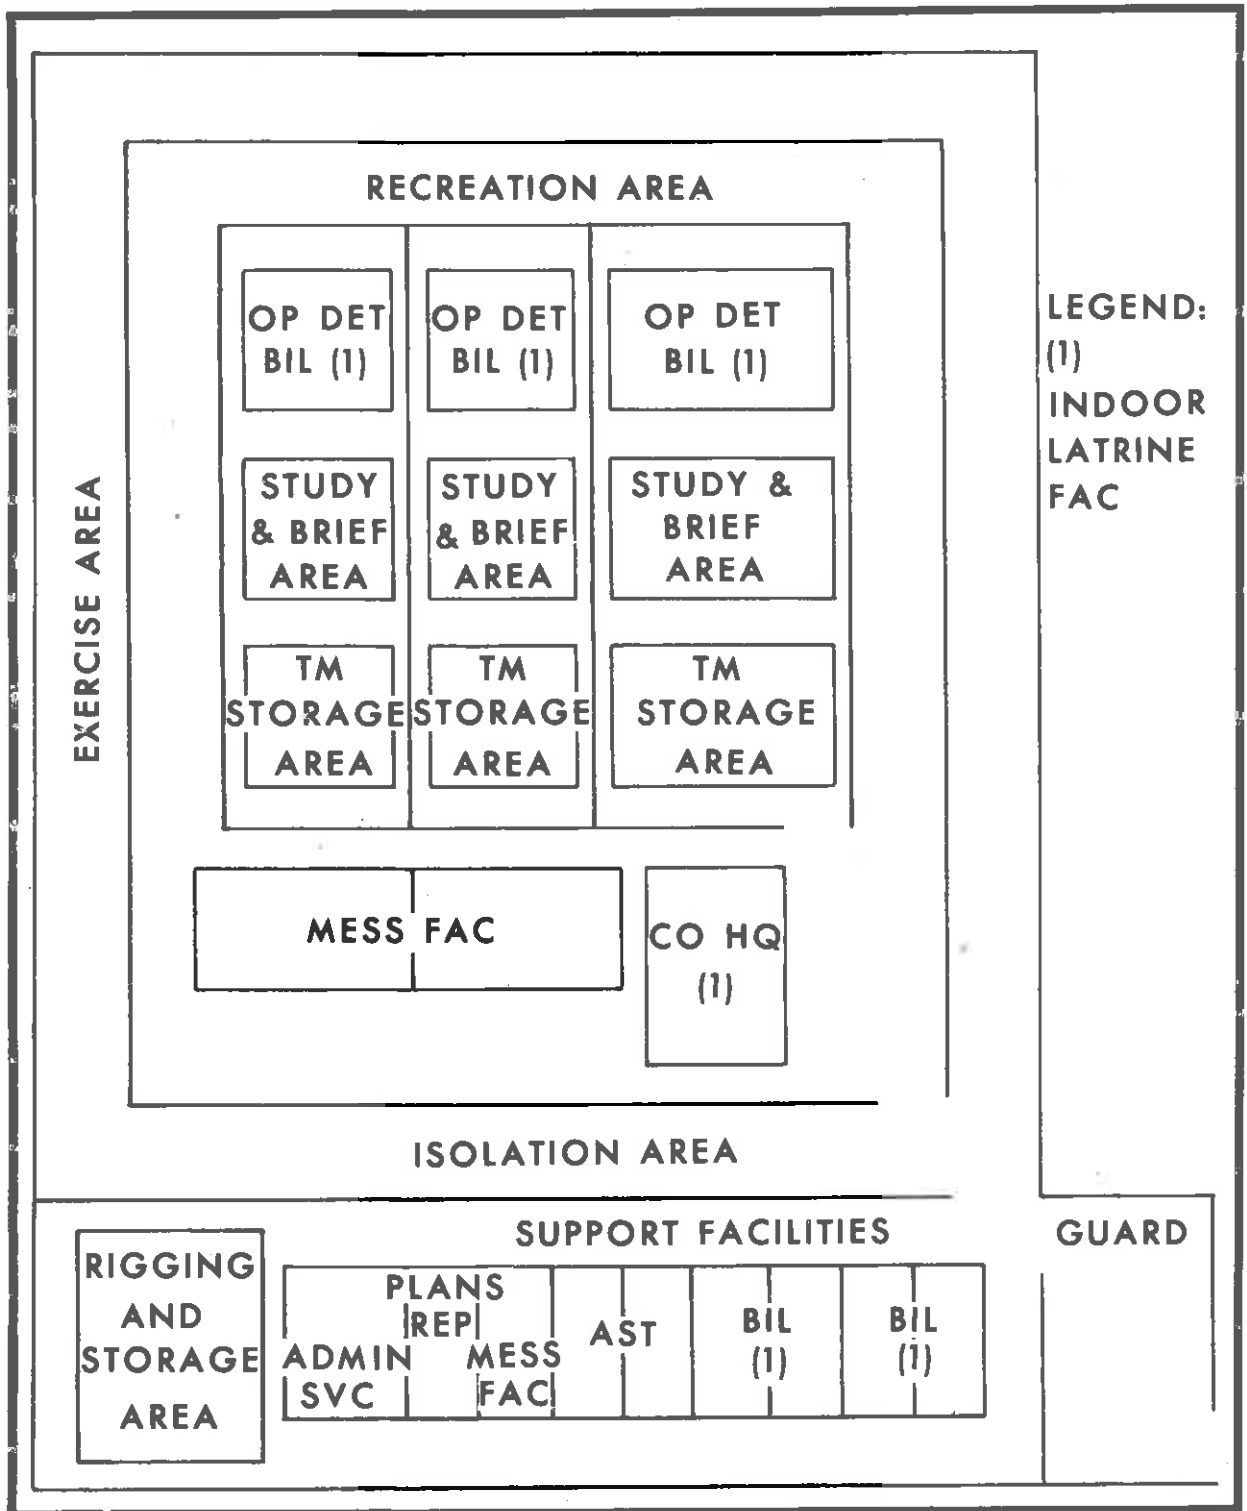 RECREATION AREA
OP DET
BIL (1)
OP DET
BIL (1)
OP DET
BIL (1)
LEGEND:
(1)
INDOOR
LATRINE
FAC
EXERCISE AREA
STUDY
& BRIEF
AREA
STUDY
& BRIEF
AREA
STUDY &
BRIEF
AREA
TM
STORAGE
AREA
TM
STORAGE
AREA
TM
STORAGE
AREA
MESS FAC
CO HQ
(1)
ISOLATION AREA
SUPPORT FACILITIES
GUARD
RIGGING
AND
STORAGE
AREA
ADMIN
SVC
PLANS
REP
MESS
FAC
AST
BIL
(1)
BIL
(1)